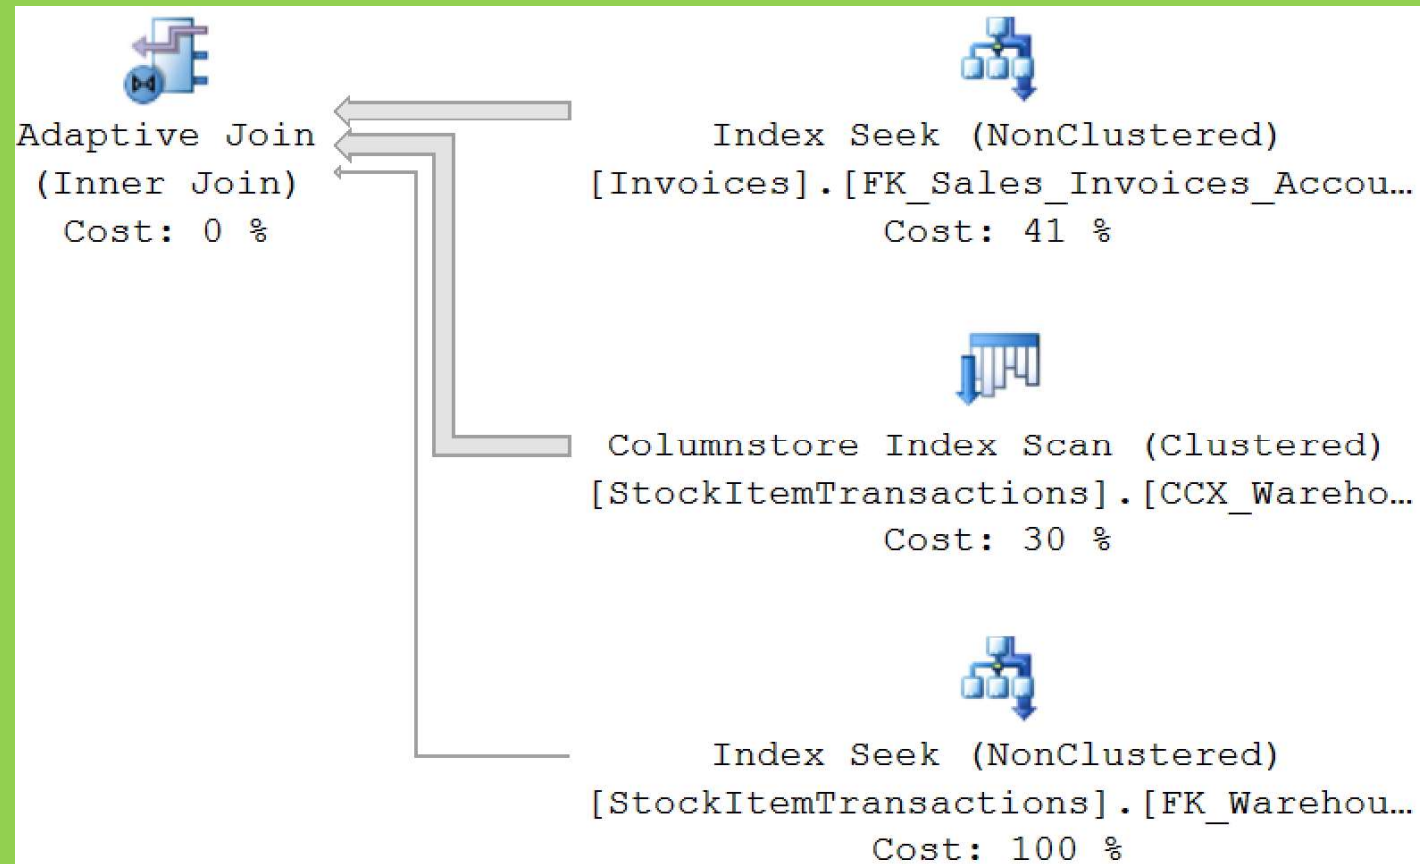 Adaptive Join
(Inner Join)
Cost: 0 %
Index Seek (NonClustered)
[Invoices].[FK_Sales_Invoices_Accou…
Cost: 41 %
Columnstore Index Scan (Clustered)
[StockItemTransactions].[CCX_Wareho…
Cost: 30 %
Index Seek (NonClustered)
[StockItemTransactions].[FK_Warehou…
Cost: 100 %